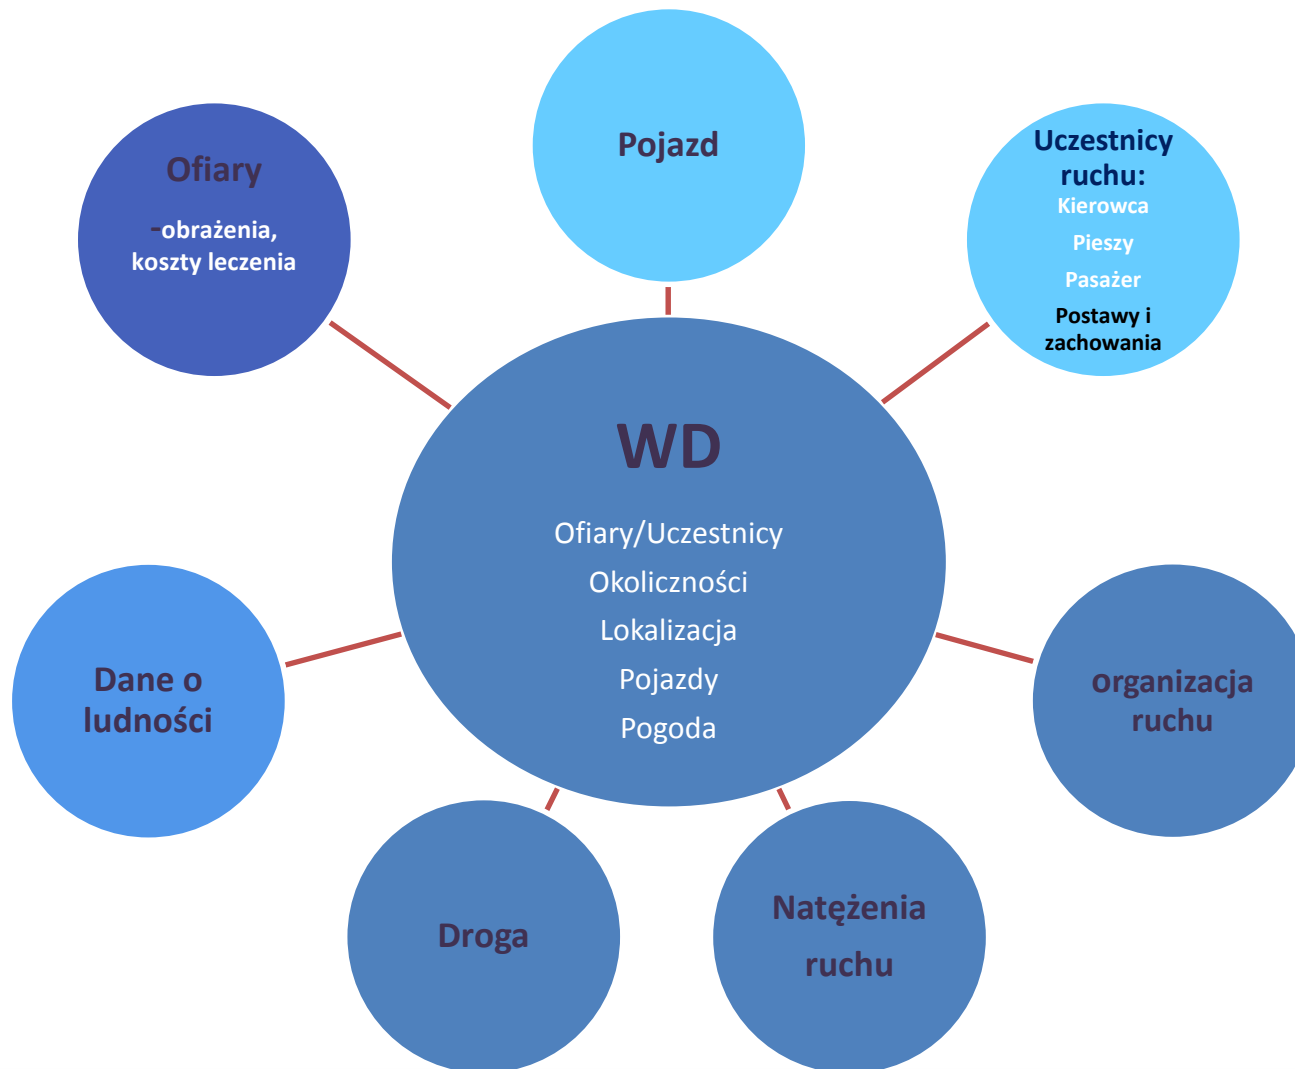 Pojazd
Uczestnicy
ruchu:
Kierowca
Pieszy
Pasażer
Postawy i
zachowania
Ofiary
-obrażenia,
koszty leczenia
WD
Ofiary/Uczestnicy
Okoliczności
Lokalizacja
Pojazdy
Pogoda
Dane o
ludności
organizacja
ruchu
Droga
Natężenia
ruchu